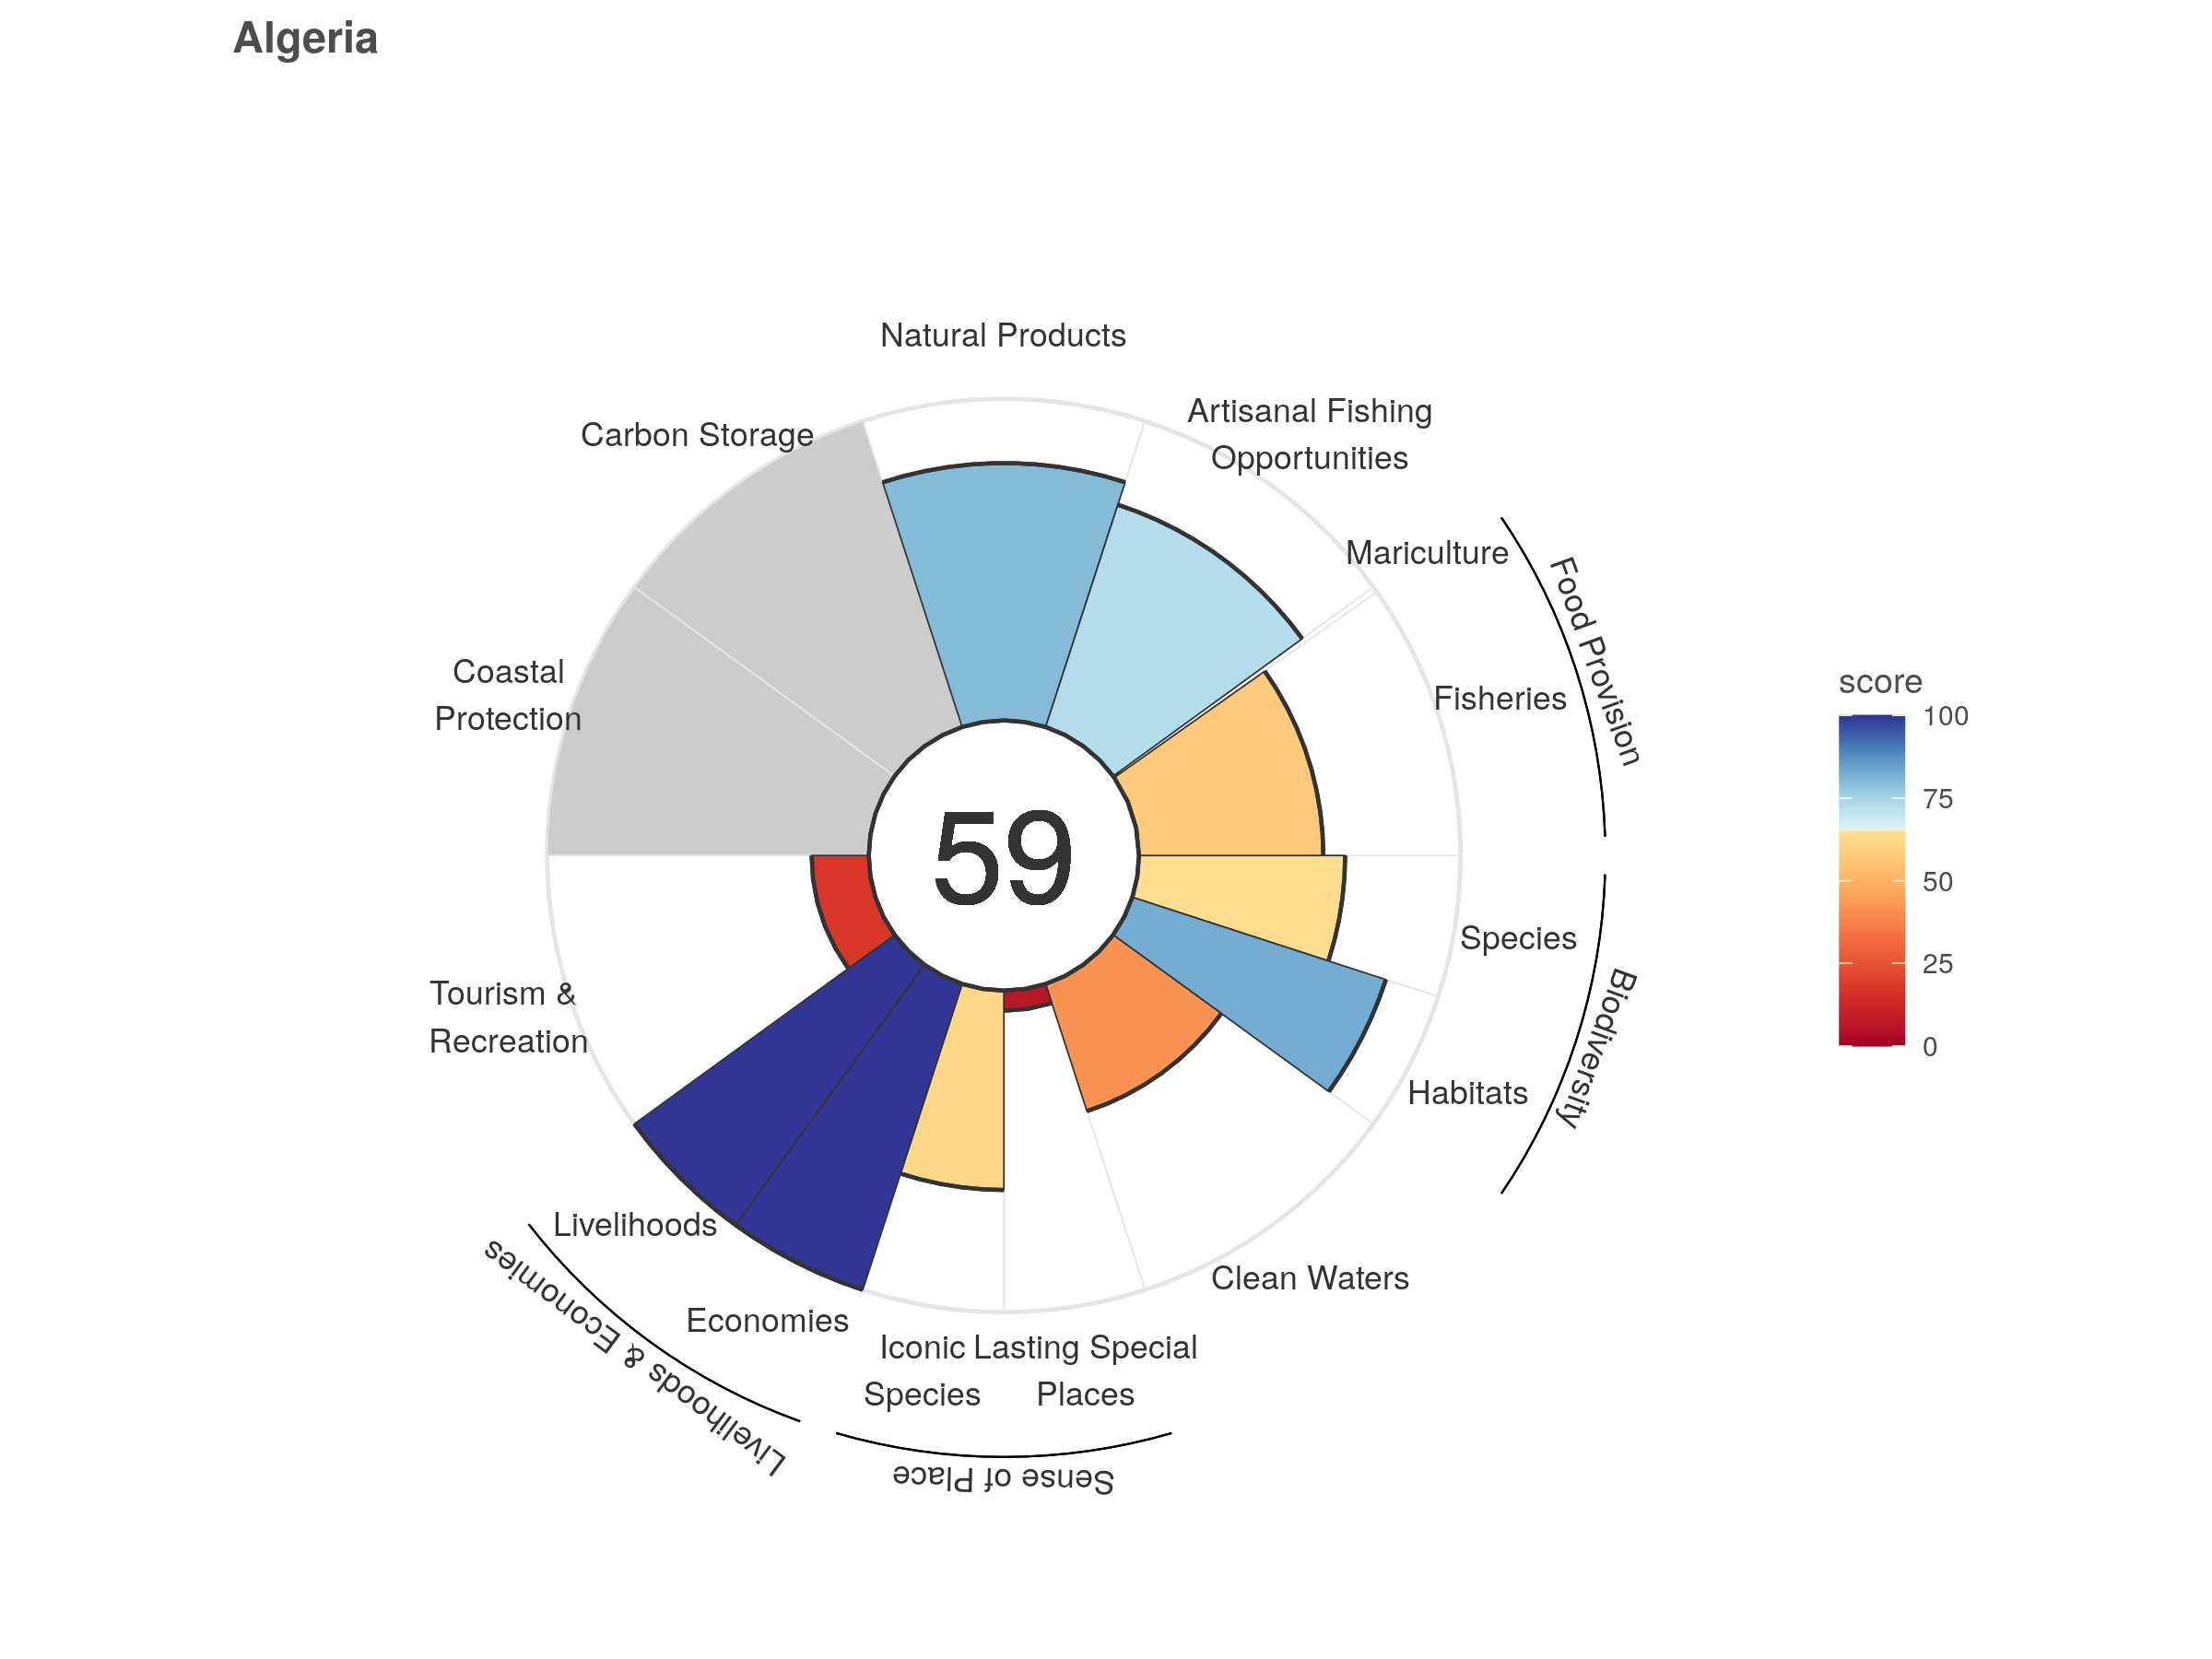 Algeria
Natural Products
Artisanal Fishing
Opportunities
Carbon Storage
Mariculture
Food Provision
Fisheries
Coastal
Protection
59
score
100
75
50
25
0
Species
Biodiversity
Habitats
Tourism &
Recreation
Livelihoods
Livelihoods & Economies
Economies
Clean Waters
Iconic
Species
Lasting Special
Places
Sense of Place